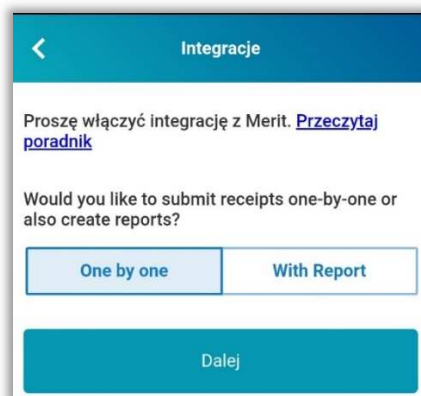 Integracje
Proszę włączyć integrację z Merit. Przeczytaj
poradnik
Would you like to submit receipts one-by-one or
also create reports?
One by one
With Report
Dalej